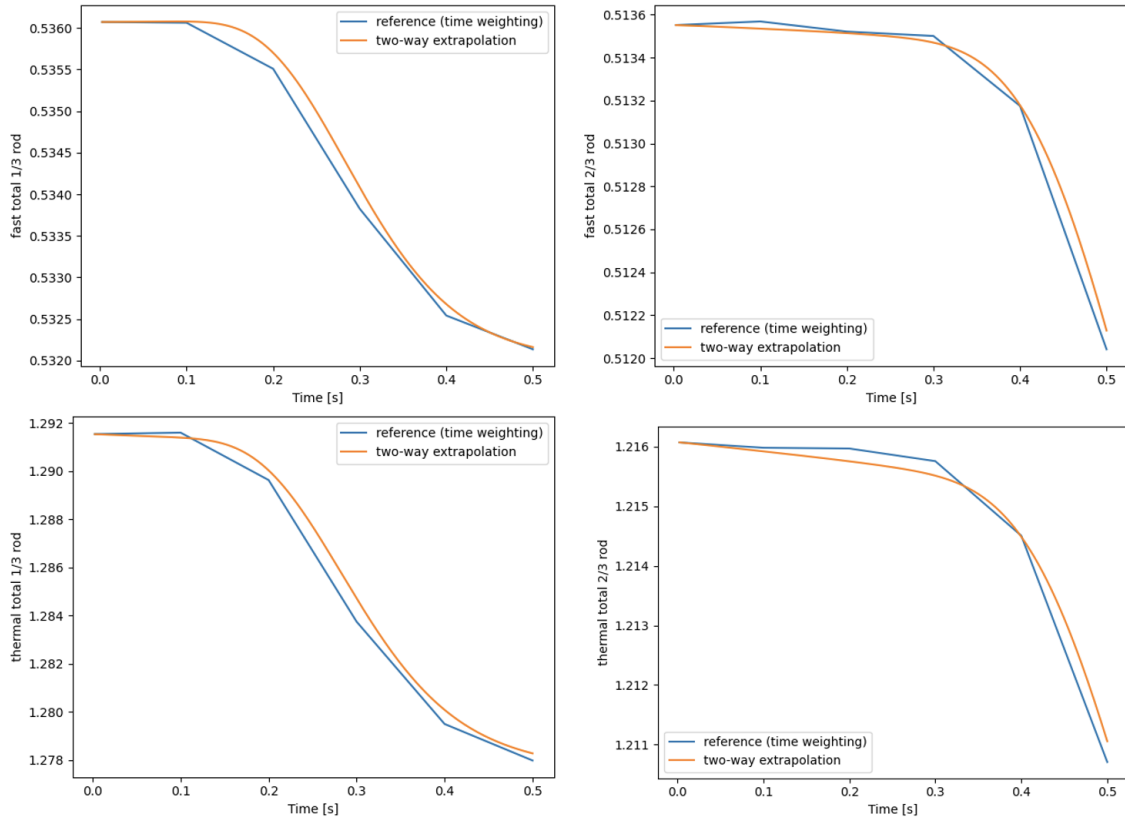 0.5360
0.5355
0.5350
0.5345
0.5340
0.5335
0.5330
0.5325
0.5320
fast total 1/3 rod
reference (time weighting)
two-way extrapolation
0.0 0.1 0.2 0.3 0.4 0.5
Time [s]
0.5136
0.5134
0.5132
0.5130
0.5128
0.5126
0.5124
0.5122
0.5120
fast total 2/3 rod
reference (time weighting)
two-way extrapolation
0.0 0.1 0.2 0.3 0.4 0.5
Time [s]
1.292
1.290
1.288
1.286
1.284
1.282
1.280
1.278
thermal total 1/3 rod
reference (time weighting)
two-way extrapolation
0.0 0.1 0.2 0.3 0.4 0.5
Time [s]
1.216
1.215
1.214
1.213
1.212
1.211
thermal total 2/3 rod
reference (time weighting)
two-way extrapolation
0.0 0.1 0.2 0.3 0.4 0.5
Time [s]